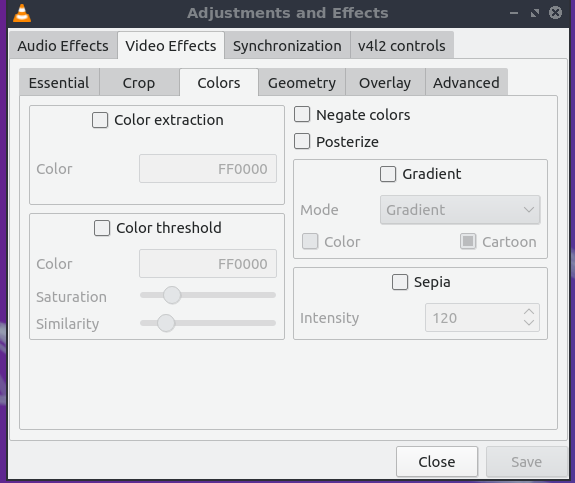 Adjustments and Effects
Audio Effects Video Effects Synchronization v4l2 controls
Essential Crop Colors Geometry Overlay Advanced
Color extraction
Color FF0000
Color threshold
Color FF0000
Saturation
Similarity
Negate colors
Posterize
Gradient
Mode Gradient
Color Cartoon
Sepia
Intensity 120
Close Save